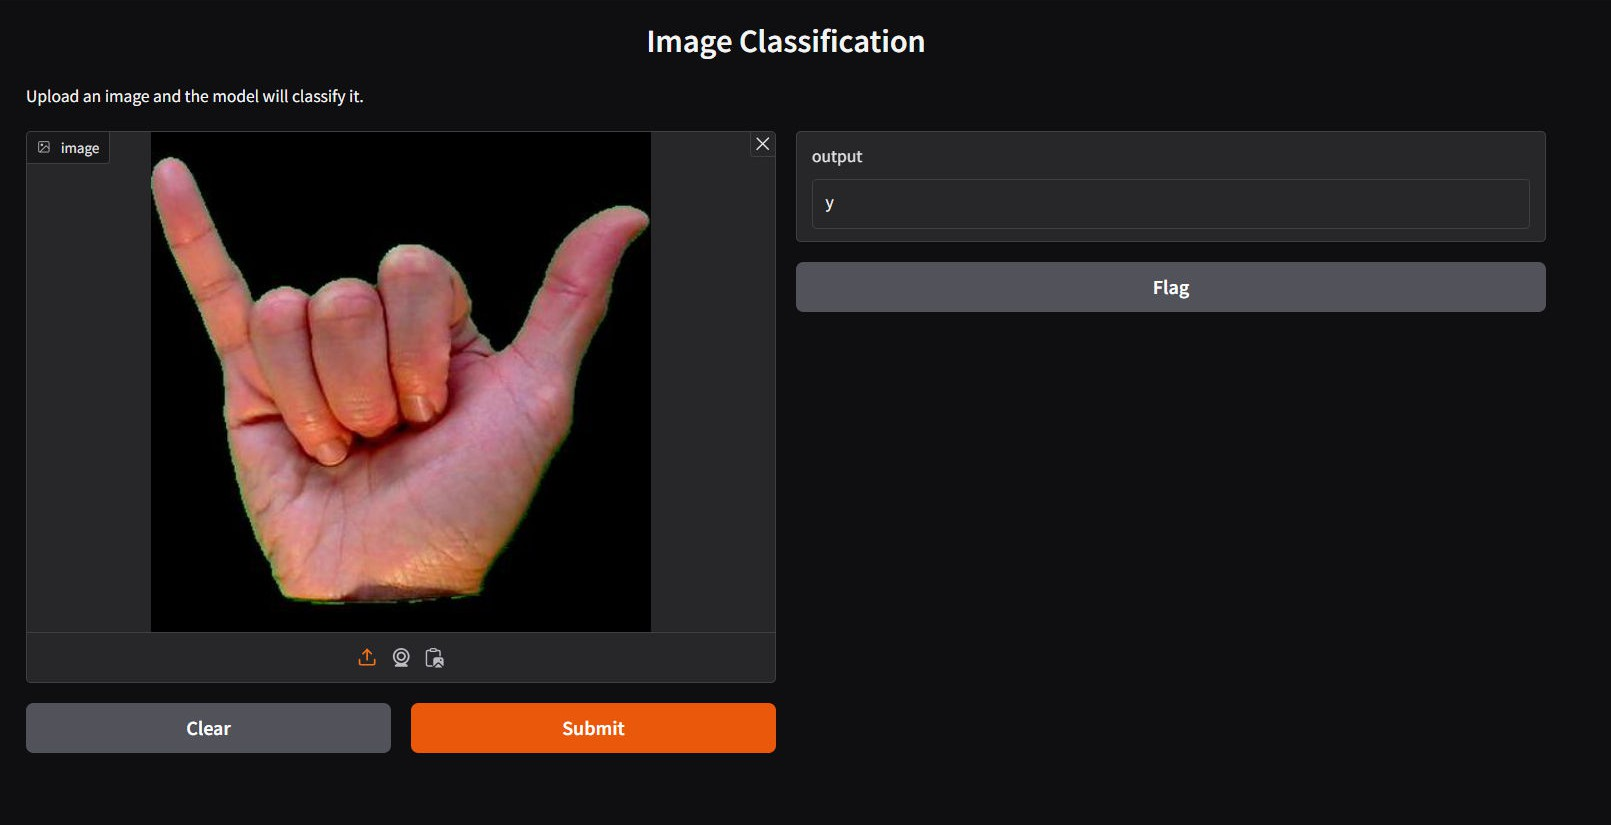 Image Classification
Upload an image and the model will classify it.
image
output
y
Flag
Clear
Submit